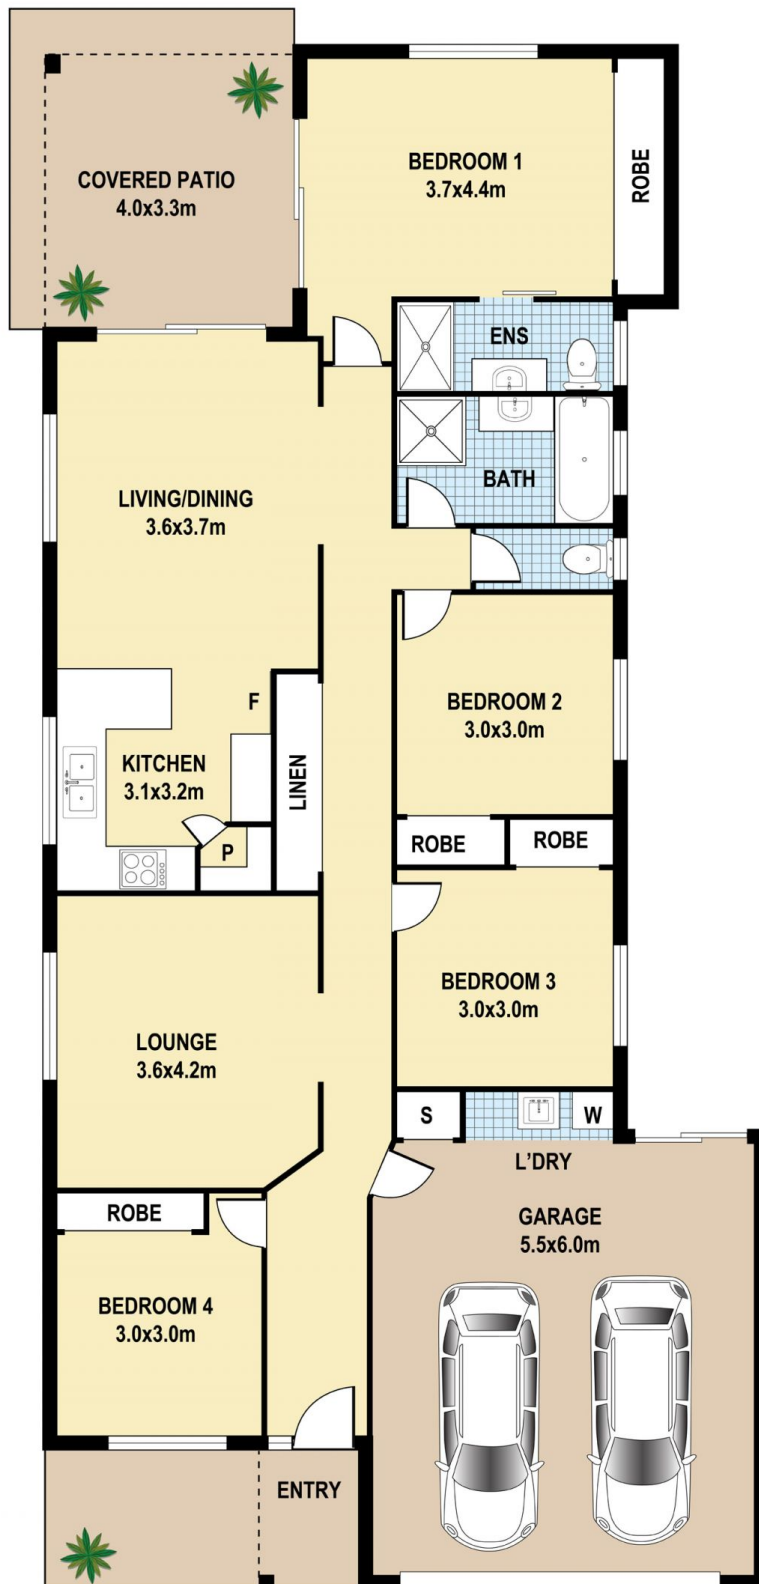 COVERED PATIO
4.0x3.3m
BEDROOM 1
3.7x4.4m
ROBE
ENS
BATH
LIVING/DINING
3.6x3.7m
BEDROOM 2
3.0x3.0m
F
KITCHEN
3.1x3.2m
LINEN
P
ROBE
ROBE
BEDROOM 3
3.0x3.0m
LOUNGE
3.6x4.2m
S
W
L'DRY
GARAGE
5.5x6.0m
ROBE
BEDROOM 4
3.0x3.0m
ENTRY